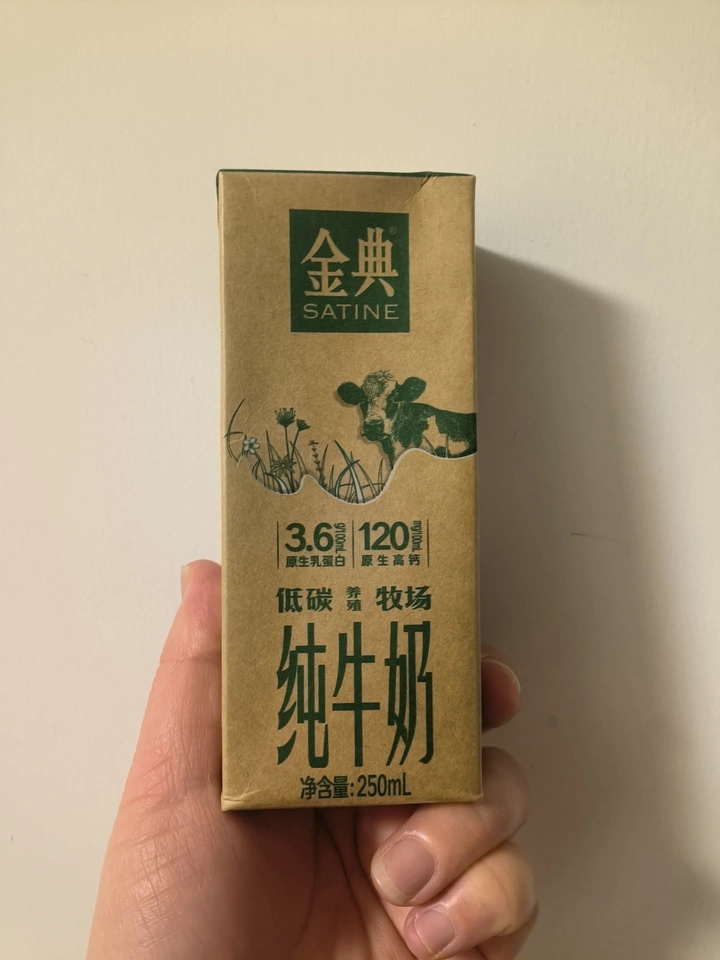 金典®
SATINE
3.6g/100mL 120mg/100mL
原生乳蛋白 原生高钙
低碳养殖牧场
纯牛奶
净含量:250mL